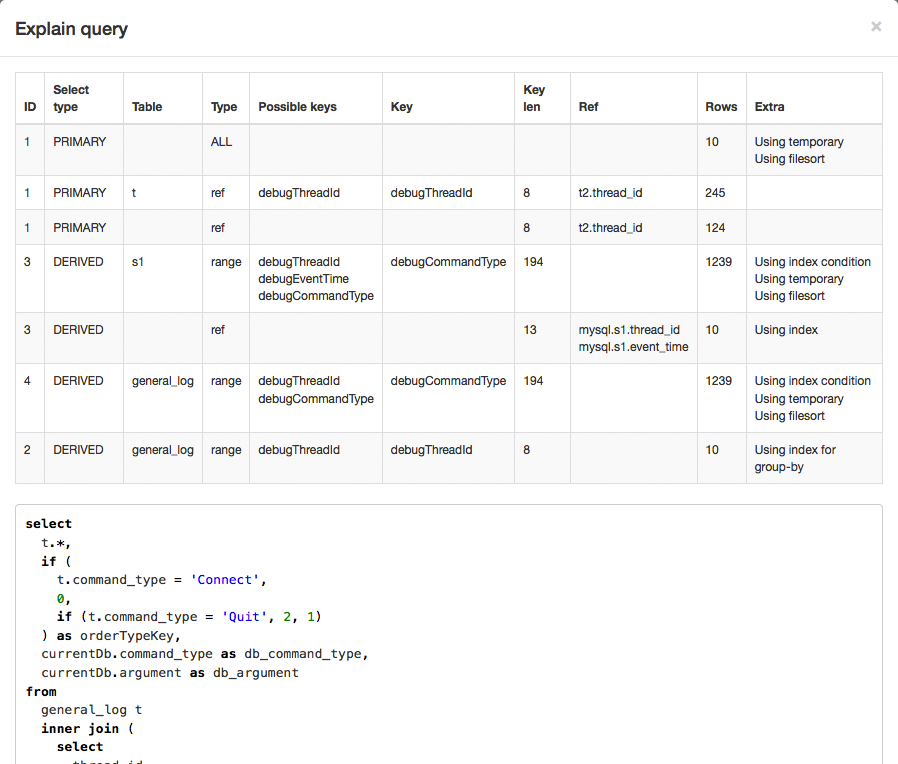 Explain query
×
ID Select type Table Type Possible keys Key Key len Ref Rows Extra
1 PRIMARY ALL 10 Using temporary
Using filesort
1 PRIMARY t ref debugThreadId debugThreadId 8 t2.thread_id 245
1 PRIMARY ref 8 t2.thread_id 124
3 DERIVED s1 range debugThreadId debugCommandType 194 1239 Using index condition
debugEventTime Using temporary
debugCommandType Using filesort
3 DERIVED ref 13 mysql.s1.thread_id 10 Using index
mysql.s1.event_time
4 DERIVED general_log range debugThreadId debugCommandType 194 1239 Using index condition
debugCommandType Using temporary
Using filesort
2 DERIVED general_log range debugThreadId debugThreadId 8 10 Using index for
group-by
select
t.*,
if (
t.command_type = 'Connect',
0,
if (t.command_type = 'Quit', 2, 1)
) as orderTypeKey,
currentDb.command_type as db_command_type,
currentDb.argument as db_argument
from
general_log t
inner join (
select
thread_id